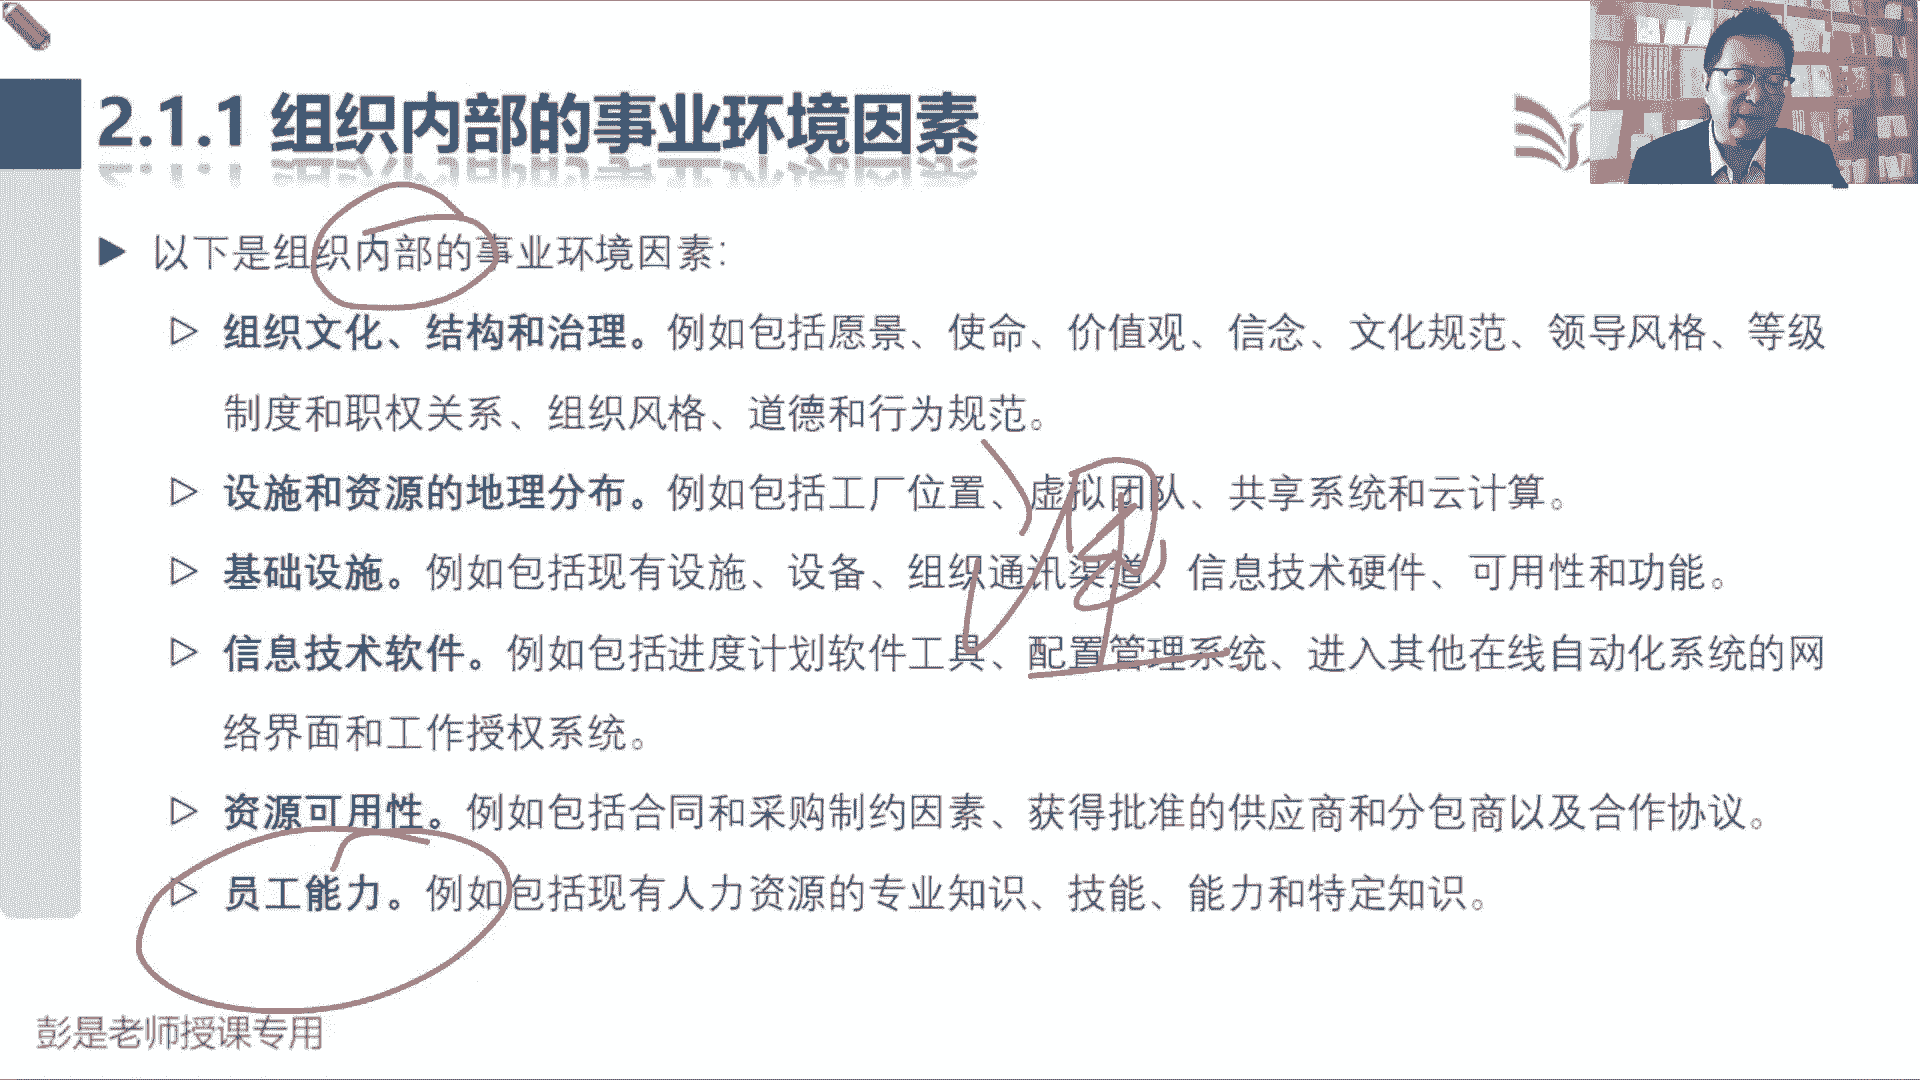 2.1.1 组织内部的事业环境因素
以下是组织内部的事业环境因素：
组织文化、结构和治理。例如包括愿景、使命、价值观、信念、文化规范、领导风格、等级
制度和职权关系、组织风格、道德和行为规范。
设施和资源的地理分布。例如包括工厂位置、虚拟团队、共享系统和云计算。
基础设施。例如包括现有设施、设备、组织通讯渠道、信息技术硬件、可用性和功能。
信息技术软件。例如包括进度计划软件工具、配置管理系统、进入其他在线自动化系统的网
络界面和工作授权系统。
资源可用性。例如包括合同和采购制约因素、获得批准的供应商和分包商以及合作协议。
员工能力。例如包括现有人力资源的专业知识、技能、能力和特定知识。
彭是老师授课专用